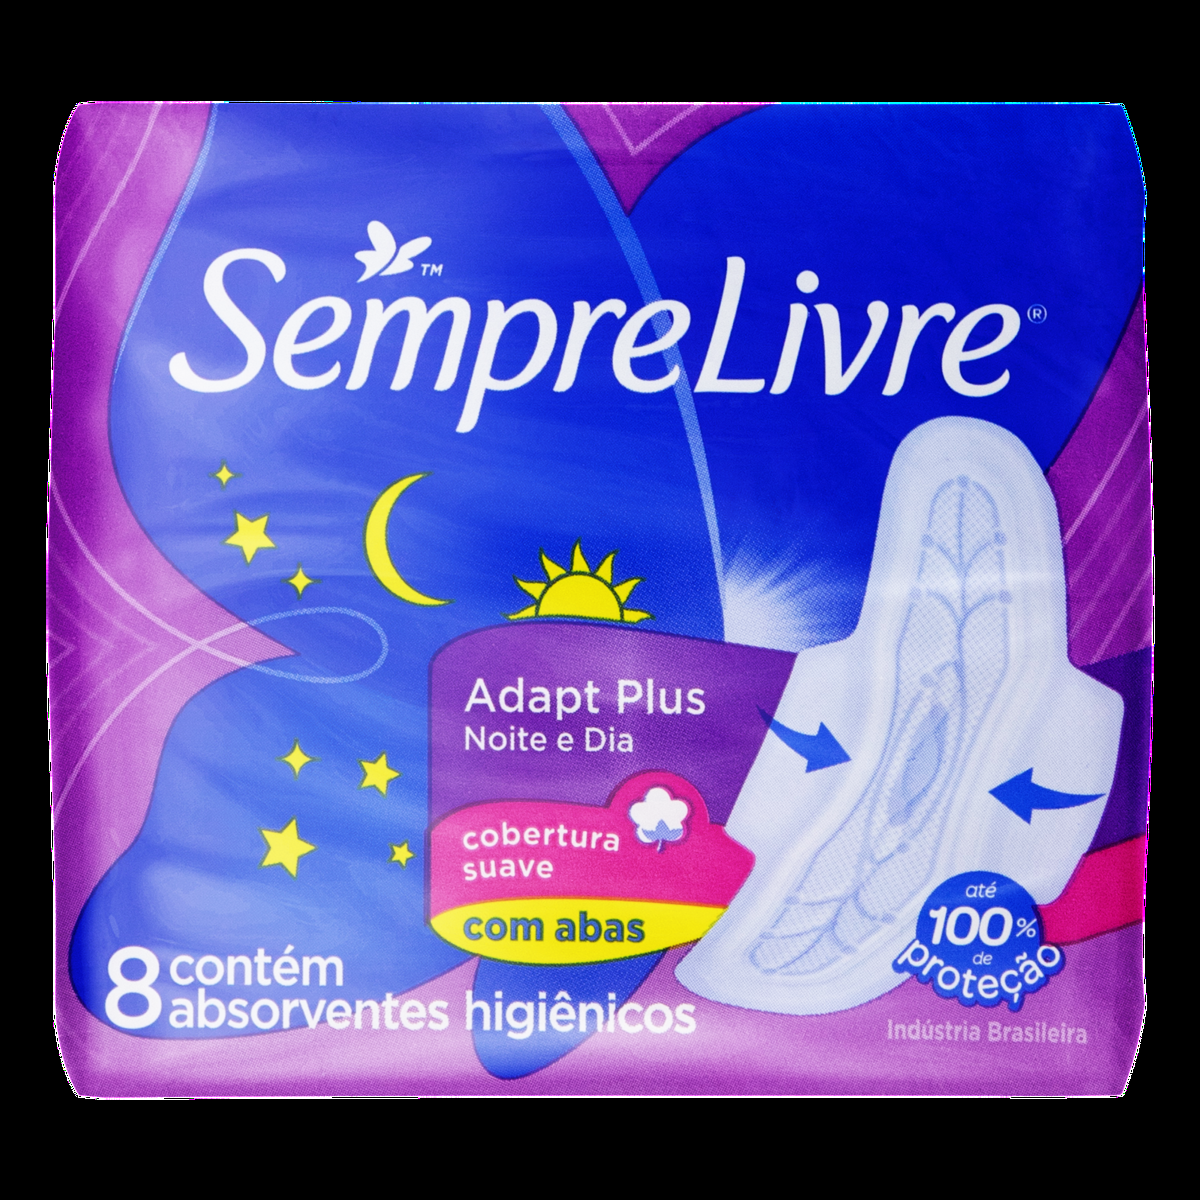 SempreLivre®
™
Adapt Plus
Noite e Dia
cobertura
suave
com abas
8 contém
absorventes higiênicos
até
100%
de
proteção
Indústria Brasileira